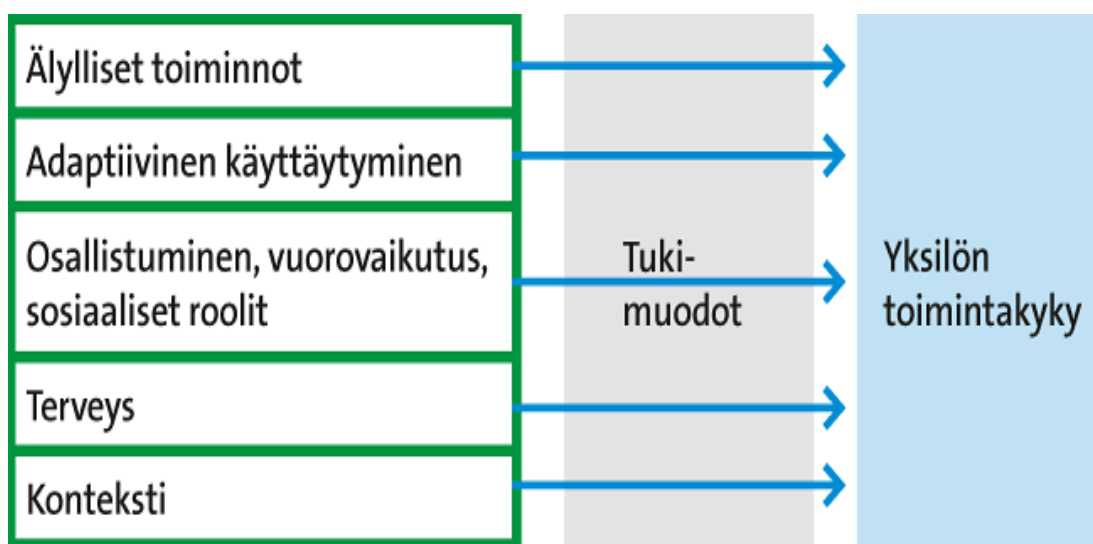 Älylliset toiminnot
Adaptiivinen käyttäytyminen
Osallistuminen, vuorovaikutus,
sosiaaliset roolit
Terveys
Konteksti
Tuki-
muodot
Yksilön
toimintakyky